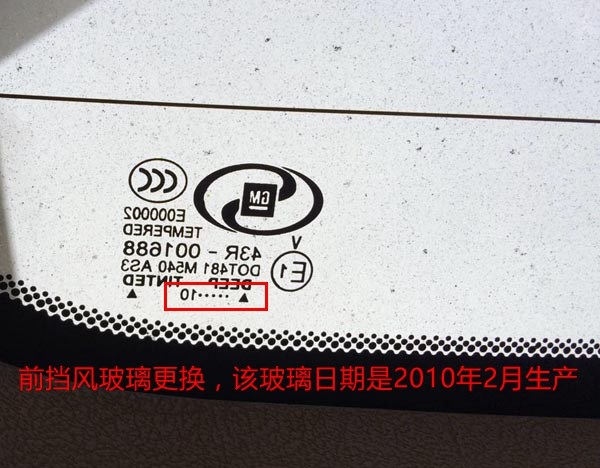 GM
CCC
E000002
TEMPERED
V
43R - 001688
E1
DOT481 M540 AS3
DEEP TINTED
·······10
前挡风玻璃更换，该玻璃日期是2010年2月生产